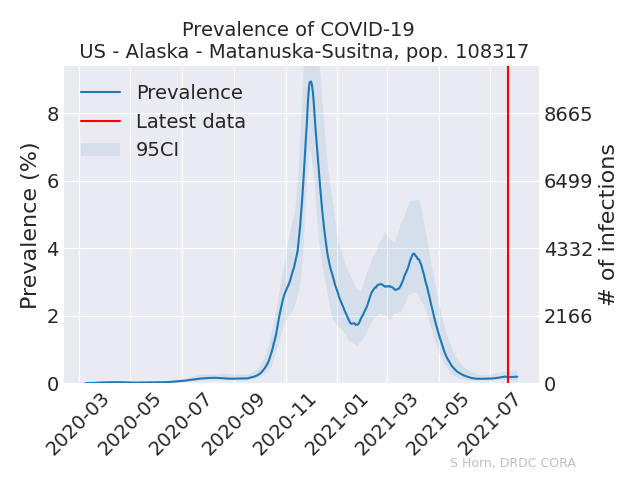 Prevalence of COVID-19
US - Alaska - Matanuska-Susitna, pop. 108317
Prevalence
Latest data
95CI
Prevalence (%)
8
6
4
2
0
8665
6499
4332
2166
0
# of infections
2020-03
2020-05
2020-07
2020-09
2020-11
2021-01
2021-03
2021-05
2021-07
S Horn, DRDC CORA